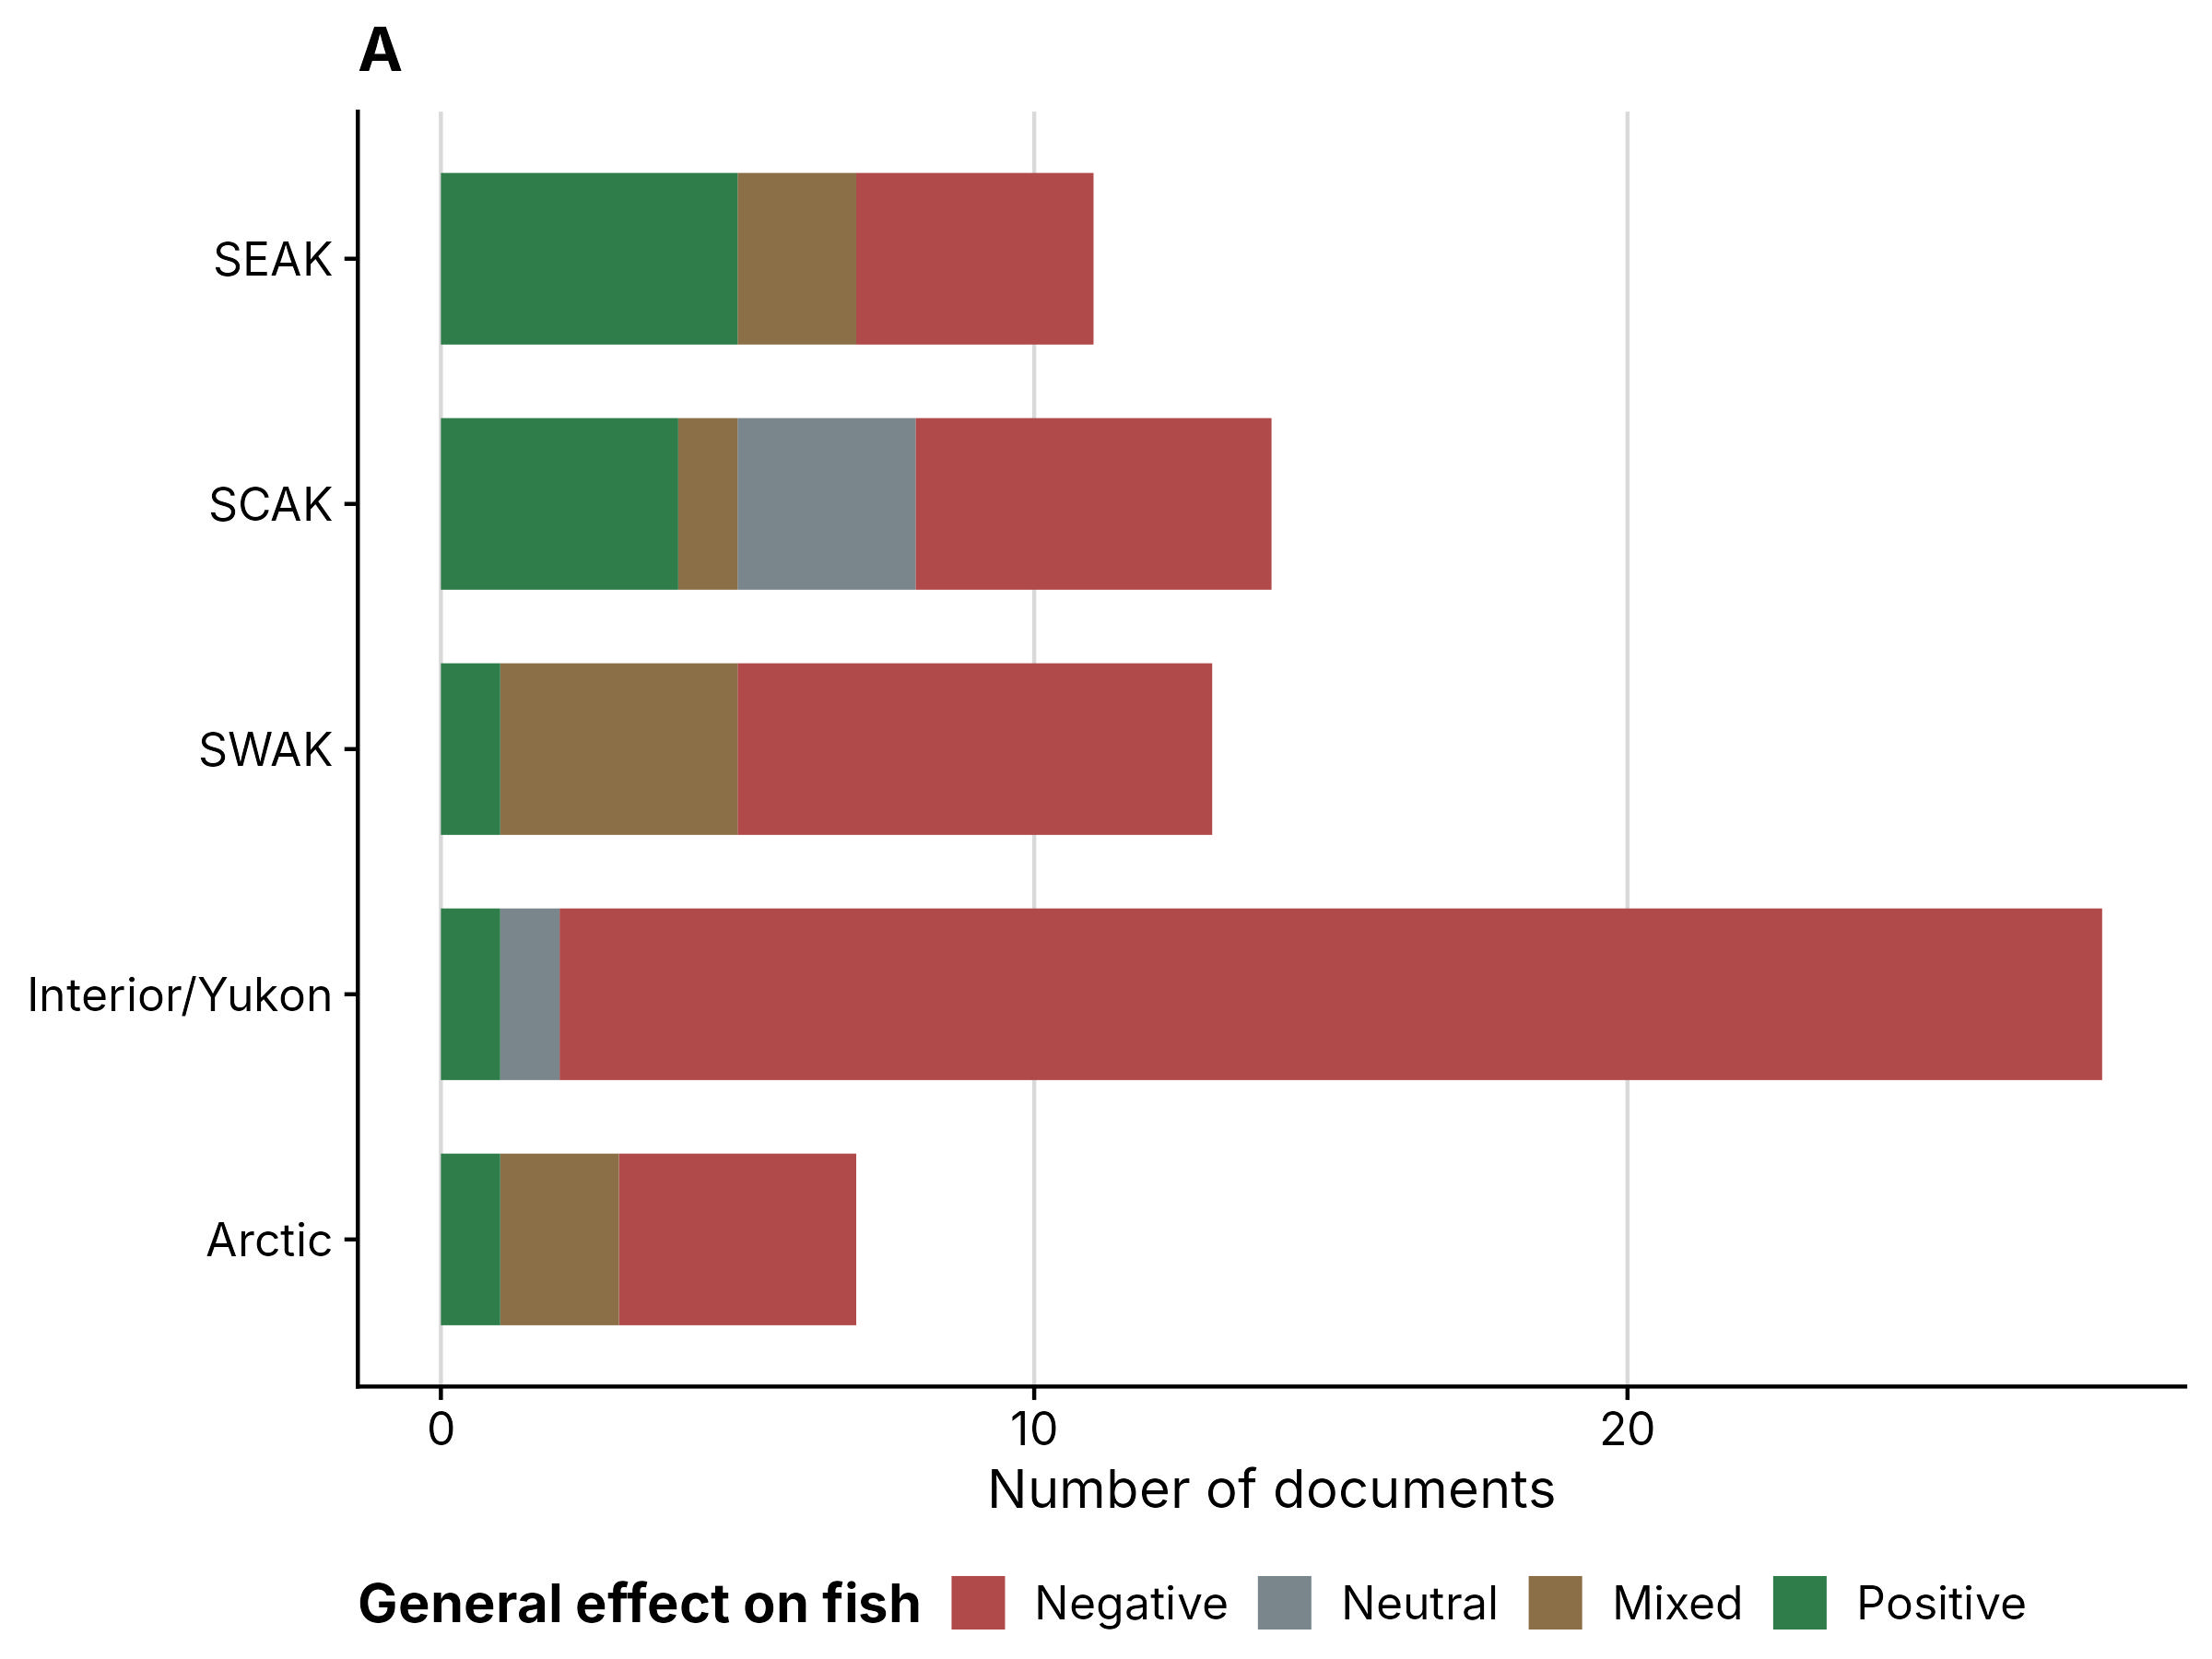 A
SEAK
SCAK
SWAK
Interior/Yukon
Arctic
0 10 20
Number of documents
General effect on fish Negative Neutral Mixed Positive